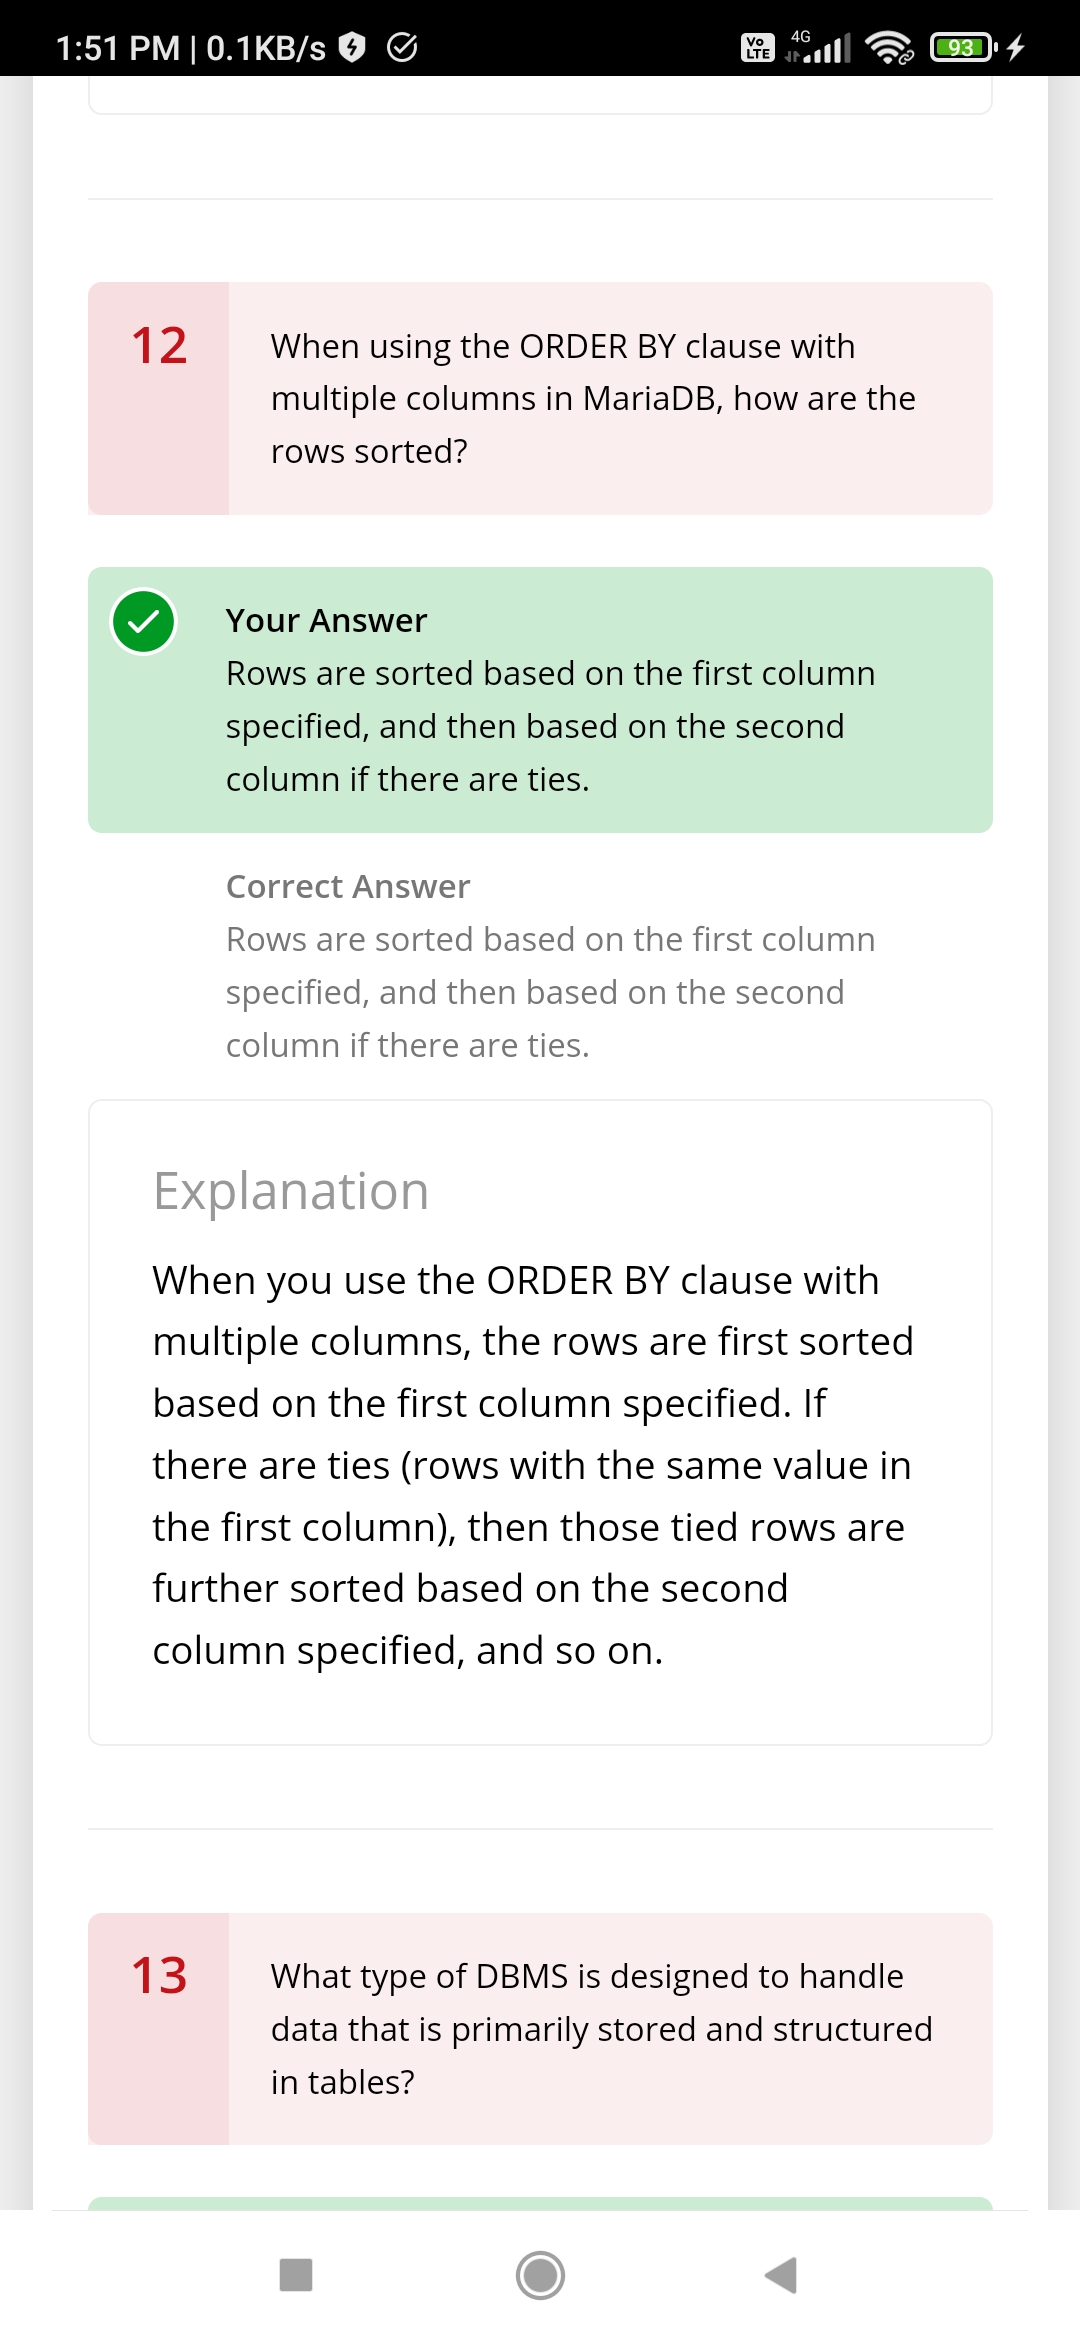 1:51 PM | 0.1KB/s
Vo
LTE
4G
93
12
When using the ORDER BY clause with
multiple columns in MariaDB, how are the
rows sorted?
Your Answer
Rows are sorted based on the first column
specified, and then based on the second
column if there are ties.
Correct Answer
Rows are sorted based on the first column
specified, and then based on the second
column if there are ties.
Explanation
When you use the ORDER BY clause with
multiple columns, the rows are first sorted
based on the first column specified. If
there are ties (rows with the same value in
the first column), then those tied rows are
further sorted based on the second
column specified, and so on.
13
What type of DBMS is designed to handle
data that is primarily stored and structured
in tables?